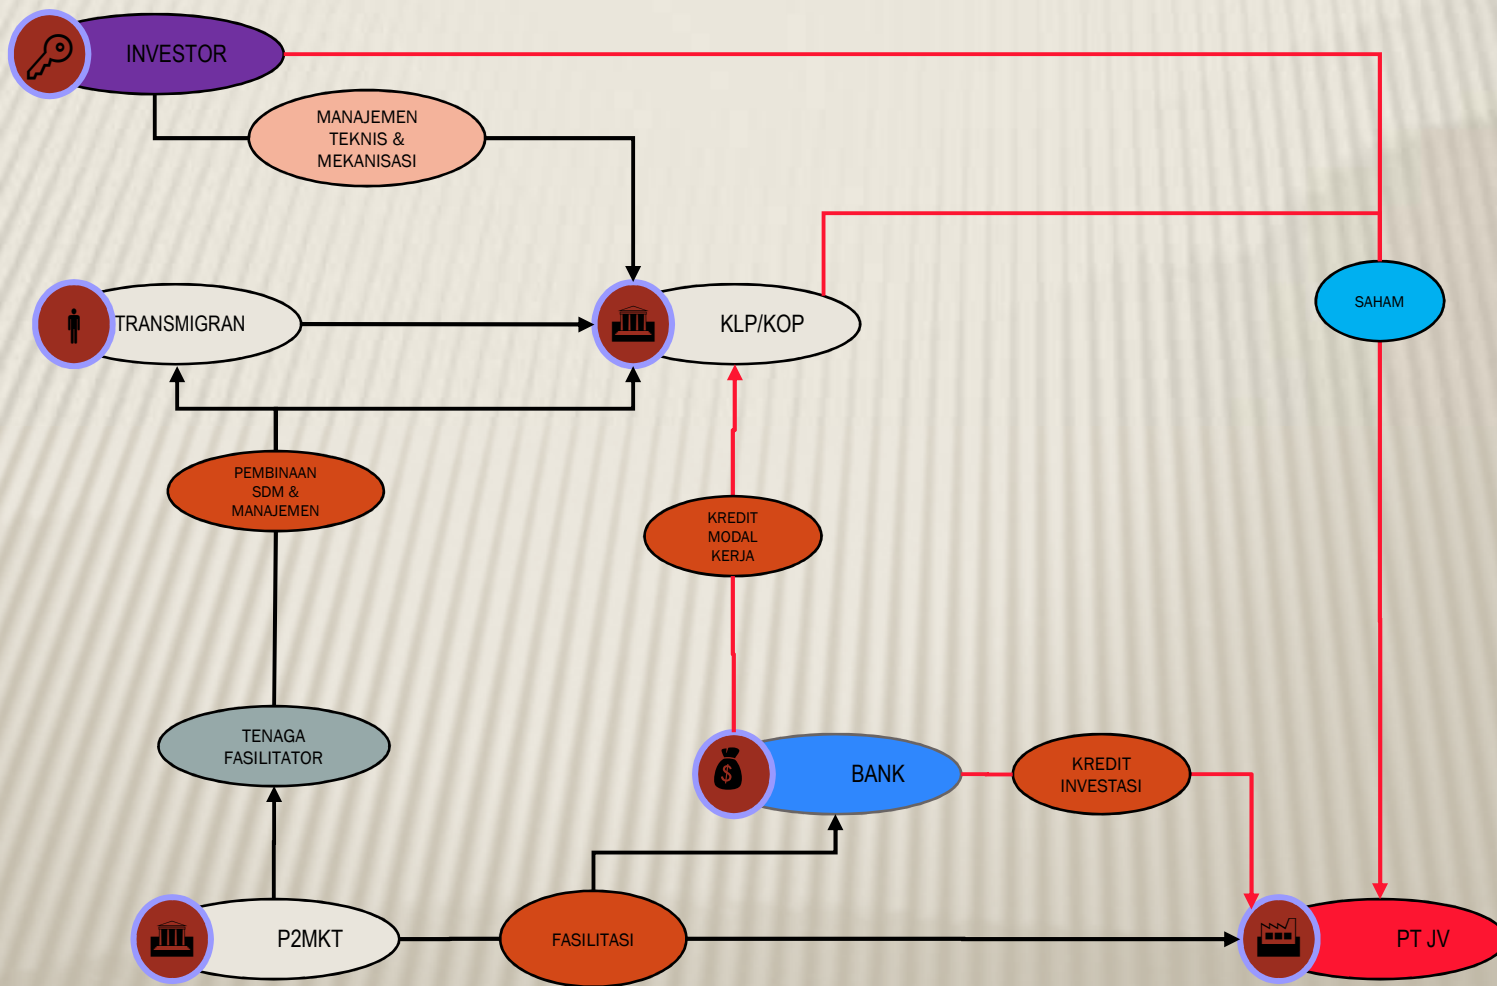 INVESTOR
MANAJEMEN
TEKNIS &
MEKANISASI
SAHAM
TRANSMIGRAN
KLP/KOP
PEMBINAAN
SDM &
MANAJEMEN
KREDIT
MODAL
KERJA
TENAGA
FASILITATOR
$
BANK
KREDIT
INVESTASI
P2MKT
FASILITASI
PT JV